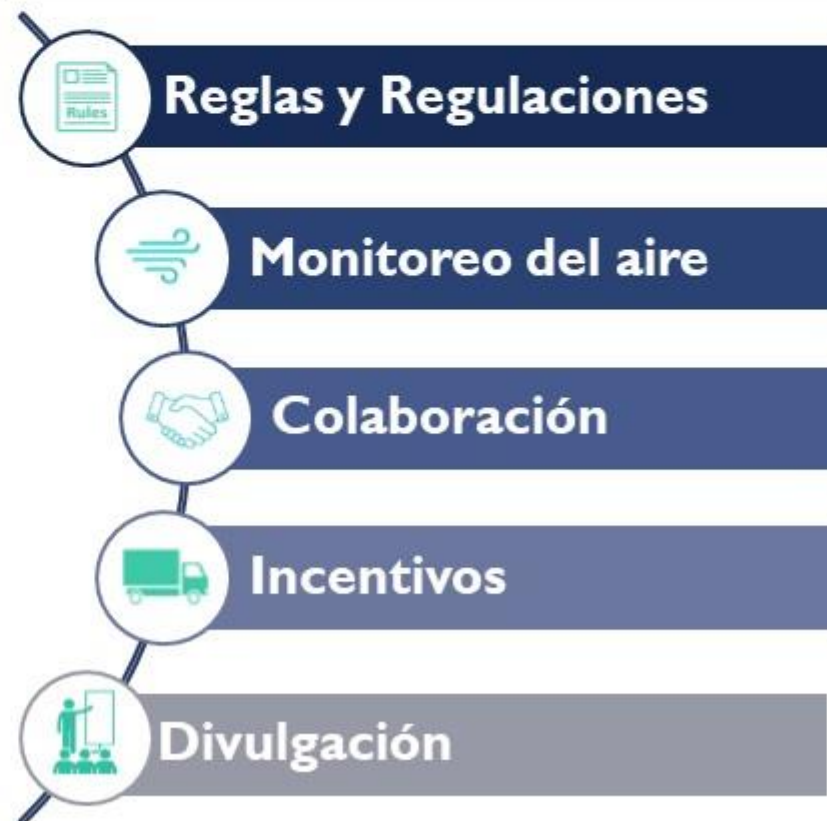 Rules
Reglas y Regulaciones
Monitoreo del aire
Colaboración
Incentivos
Divulgación